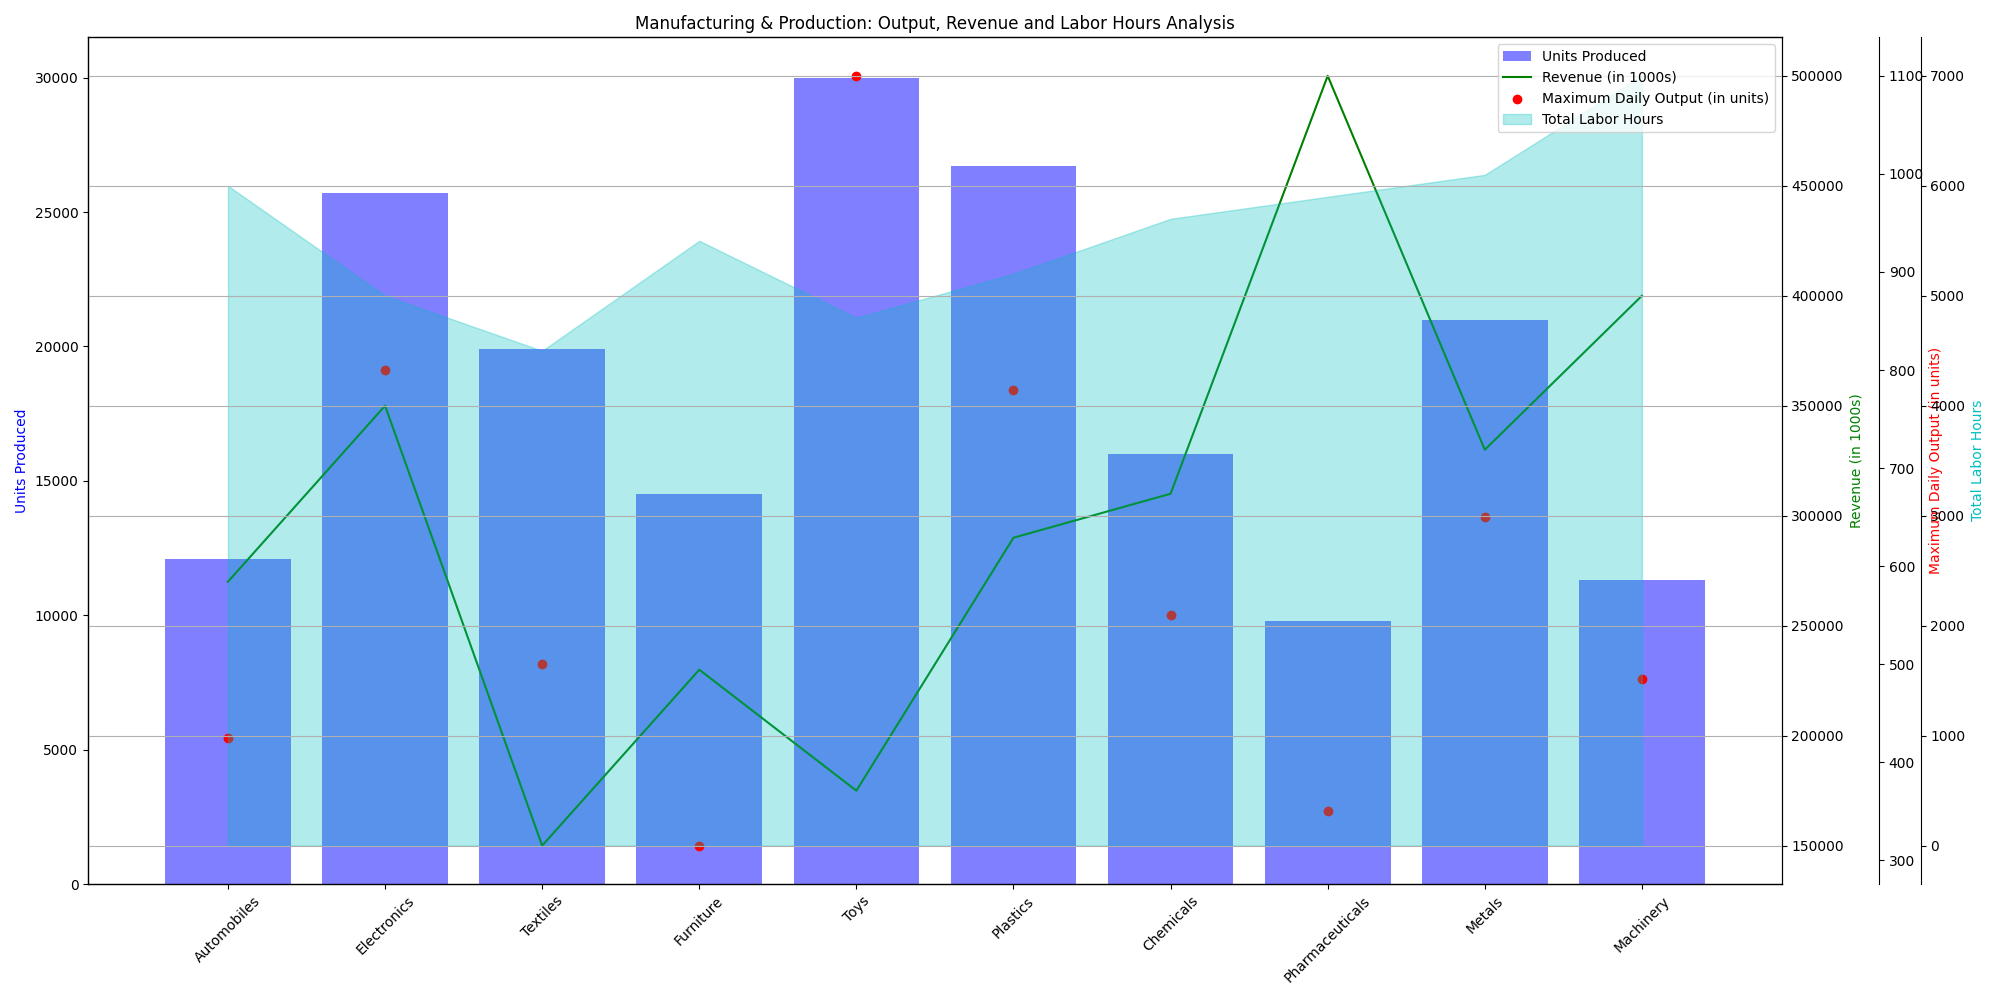 Manufacturing & Production: Output, Revenue and Labor Hours Analysis
Units Produced
Revenue (in 1000s)
Maximum Daily Output (in units)
Total Labor Hours
30000
25000
20000
15000
10000
5000
0
Units Produced
500000
450000
400000
350000
300000
250000
200000
150000
Revenue (in 1000s)
1100
1000
900
800
700
600
500
400
300
Maximum Daily Output (in units)
7000
6000
5000
4000
3000
2000
1000
0
Total Labor Hours
Automobiles
Electronics
Textiles
Furniture
Toys
Plastics
Chemicals
Pharmaceuticals
Metals
Machinery